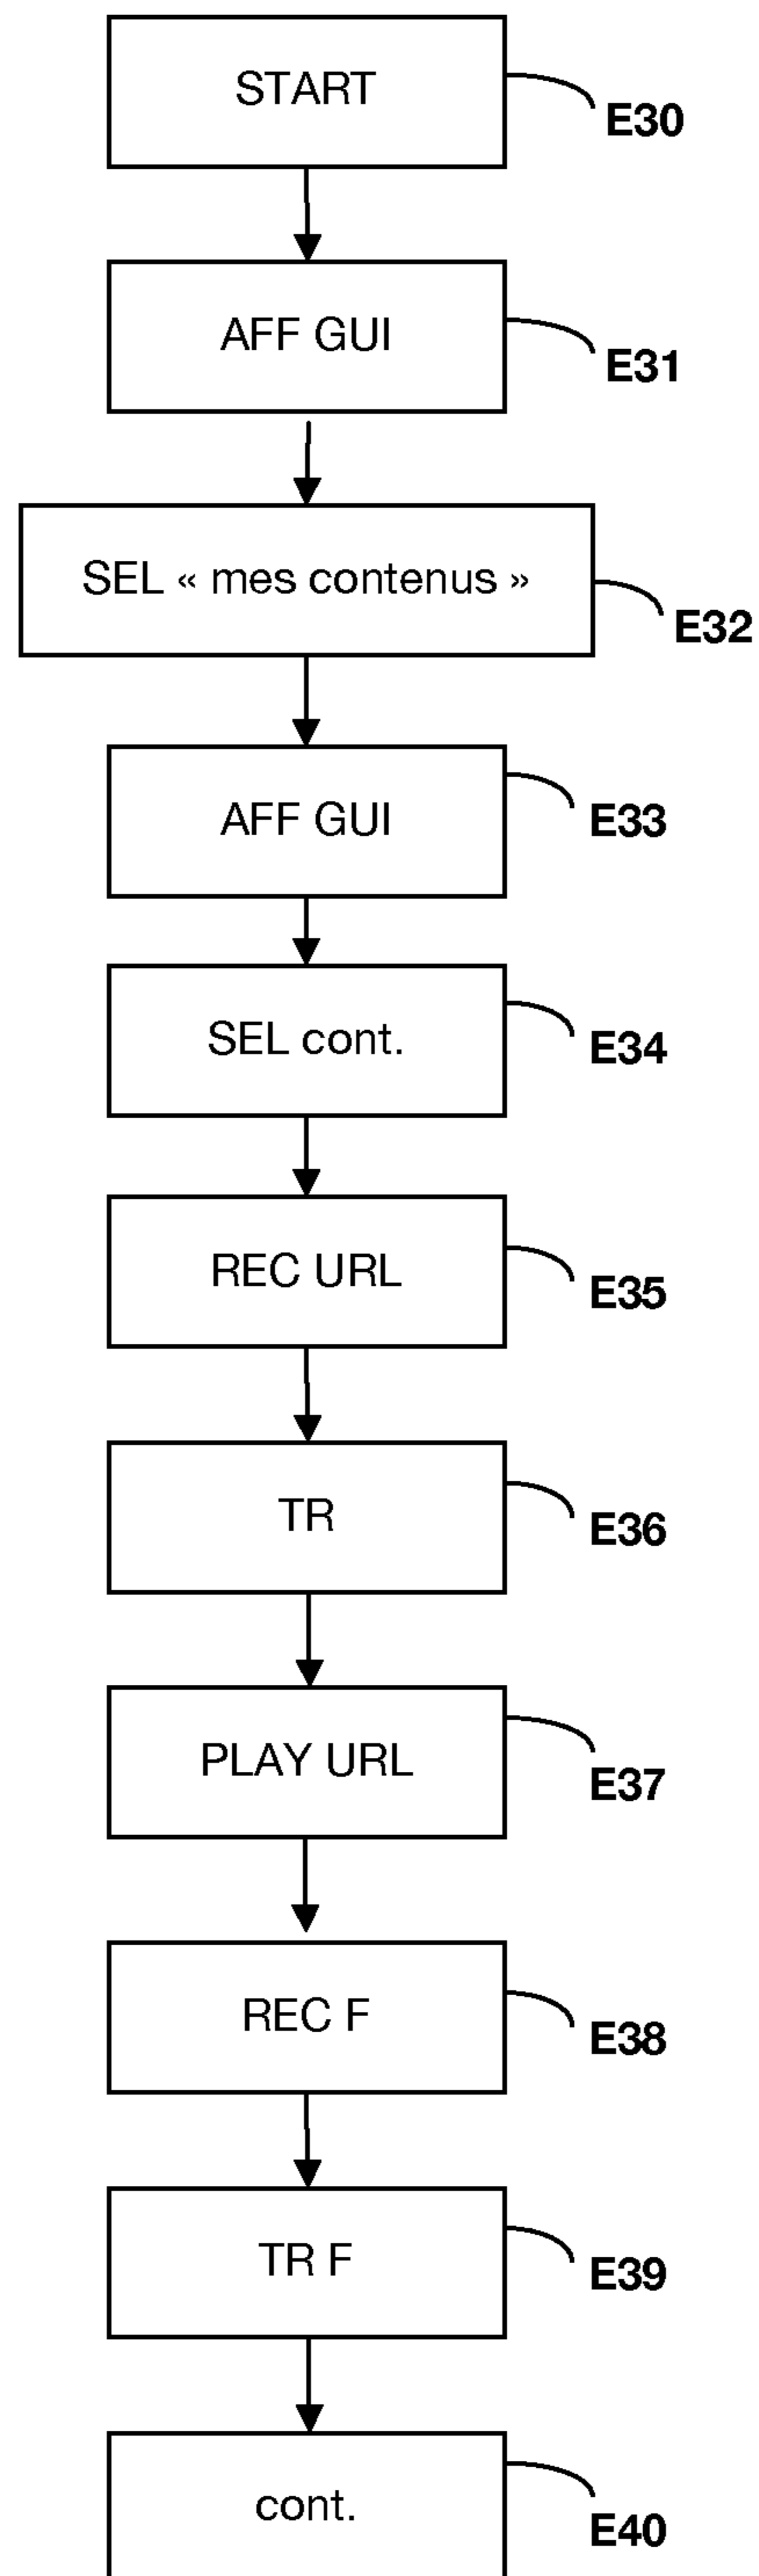 START
E30
AFF GUI
E31
SEL « mes contenus »
E32
AFF GUI
E33
SEL cont.
E34
REC URL
E35
TR
E36
PLAY URL
E37
REC F
E38
TR F
E39
cont.
E40